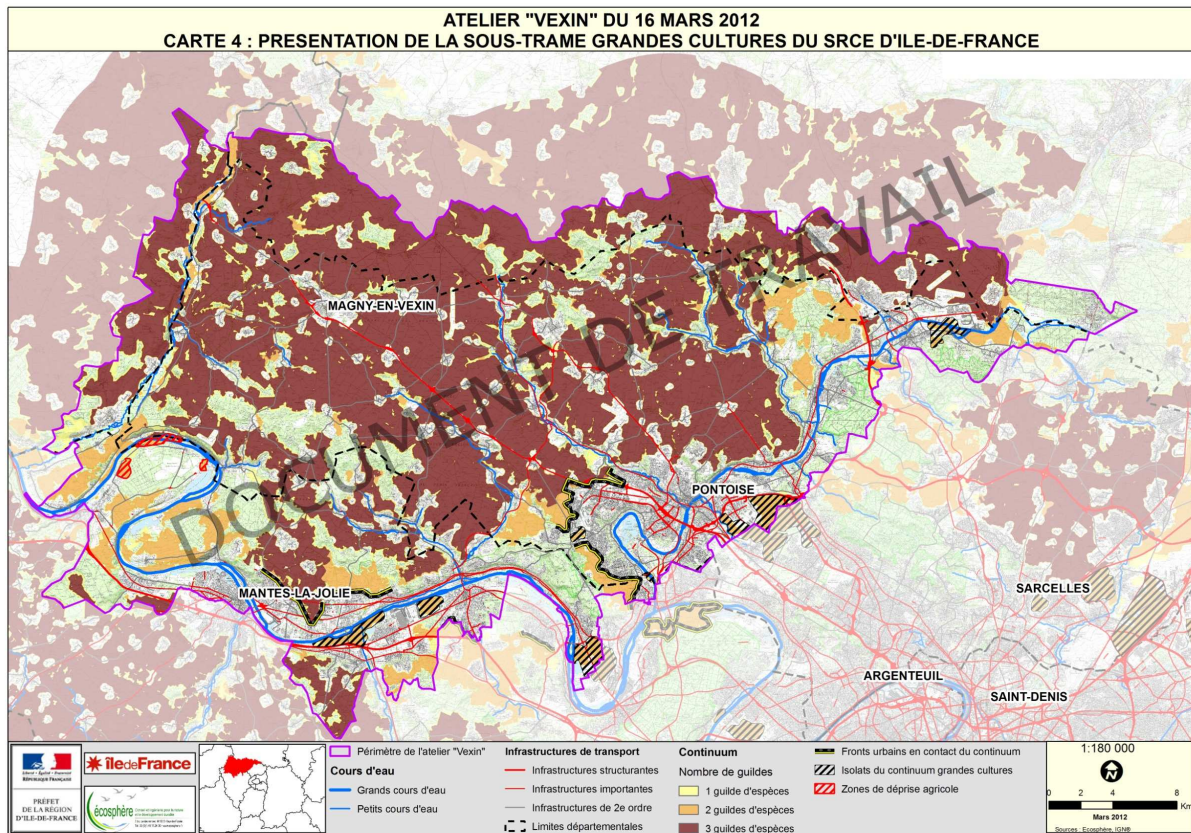 ATELIER "VEXIN" DU 16 MARS 2012
CARTE 4 : PRESENTATION DE LA SOUS-TRAME GRANDES CULTURES DU SRCE D'ILE-DE-FRANCE
DOCUMENT DE TRAVAIL
MAGNY-EN-VEXIN
PONTOISE
MANTES-LA-JOLIE
SARCELLES
ARGENTEUIL
SAINT-DENIS
Liberté • Égalité • Fraternité
RÉPUBLIQUE FRANÇAISE
PRÉFET
DE LA RÉGION
D'ILE-DE-FRANCE
îledeFrance
écosphère
Périmètre de l'atelier "Vexin"
Cours d'eau
Grands cours d'eau
Petits cours d'eau
Infrastructures de transport
Infrastructures structurantes
Infrastructures importantes
Infrastructures de 2e ordre
Limites départementales
Continuum
Nombre de guildes
1 guilde d'espèces
2 guildes d'espèces
3 guildes d'espèces
Fronts urbains en contact du continuum
Isolats du continuum grandes cultures
Zones de déprise agricole
1:180 000
0 2 4 8
Km
Mars 2012
Sources : Ecosphère, IGN®